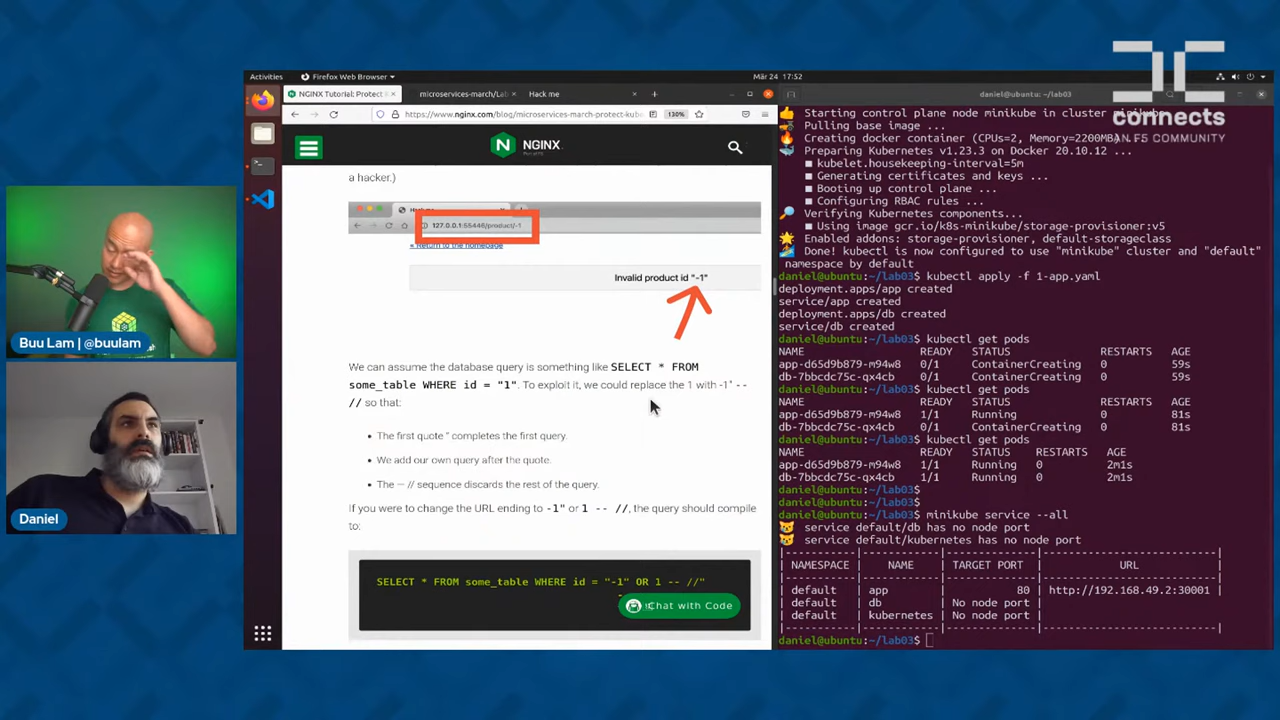 connects
AN F5 COMMUNITY
Buu Lam | @buulam
Daniel
Activities
Firefox Web Browser
Mär 24 17:52
NGINX Tutorial: Protect K
microservices-march/Lab
Hack me
https://www.nginx.com/blog/microservices-march-protect-kube
130%
NGINX
a hacker.)
127.0.0.1:55446/product/-1
« Return to the homepage
Invalid product id "-1"
We can assume the database query is something like SELECT * FROM
some_table WHERE id = "1". To exploit it, we could replace the 1 with -1" --
// so that:
• The first quote " completes the first query.
• We add our own query after the quote.
• The — // sequence discards the rest of the query.
If you were to change the URL ending to -1" or 1 -- //, the query should compile
to:
SELECT * FROM some_table WHERE id = "-1" OR 1 -- //"
Chat with Code
daniel@ubuntu: ~/lab03
Starting control plane node minikube in cluster minikube
Pulling base image ...
Creating docker container (CPUs=2, Memory=2200MB) ...
Preparing Kubernetes v1.23.3 on Docker 20.10.12 ...
kubelet.housekeeping-interval=5m
Generating certificates and keys ...
Booting up control plane ...
Configuring RBAC rules ...
Verifying Kubernetes components...
Using image gcr.io/k8s-minikube/storage-provisioner:v5
Enabled addons: storage-provisioner, default-storageclass
Done! kubectl is now configured to use "minikube" cluster and "default"
namespace by default
daniel@ubuntu:~/lab03$ kubectl apply -f 1-app.yaml
deployment.apps/app created
service/app created
deployment.apps/db created
service/db created
daniel@ubuntu:~/lab03$ kubectl get pods
NAME READY STATUS RESTARTS AGE
app-d65d9b879-m94w8 0/1 ContainerCreating 0 59s
db-7bbcdc75c-qx4cb 0/1 ContainerCreating 0 59s
daniel@ubuntu:~/lab03$ kubectl get pods
NAME READY STATUS RESTARTS AGE
app-d65d9b879-m94w8 1/1 Running 0 81s
db-7bbcdc75c-qx4cb 1/1 Running 0 81s
daniel@ubuntu:~/lab03$ kubectl get pods
NAME READY STATUS RESTARTS AGE
app-d65d9b879-m94w8 1/1 Running 0 2m1s
db-7bbcdc75c-qx4cb 1/1 Running 0 2m1s
daniel@ubuntu:~/lab03$
daniel@ubuntu:~/lab03$ minikube service --all
service default/db has no node port
service default/kubernetes has no node port
|-----------|------------|--------------|---------------------------|
| NAMESPACE | NAME | TARGET PORT | URL |
|-----------|------------|--------------|---------------------------|
| default | app | 80 | http://192.168.49.2:30001 |
| default | db | No node port |
| default | kubernetes | No node port |
|-----------|------------|--------------|---------------------------|
daniel@ubuntu:~/lab03$